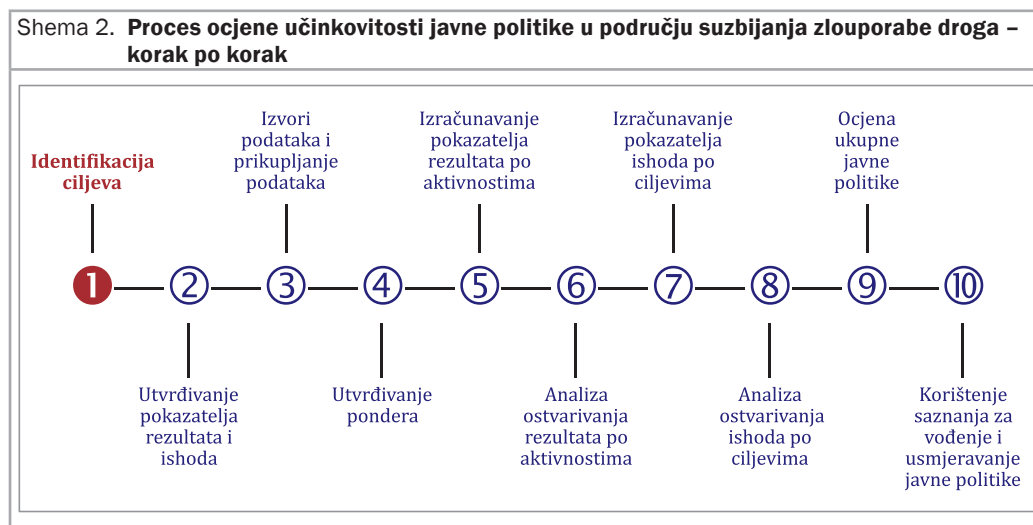 Shema 2. Proces ocjene učinkovitosti javne politike u području suzbijanja zlouporabe droga –
korak po korak
Identifikacija
ciljeva
Izvori
podataka i
prikupljanje
podataka
Izračunavanje
pokazatelja
rezultata po
aktivnostima
Izračunavanje
pokazatelja
ishoda po
ciljevima
Ocjena
ukupne
javne
politike
1 2 3 4 5 6 7 8 9 10
Utvrđivanje
pokazatelja
rezultata i
ishoda
Utvrđivanje
pondera
Analiza
ostvarivanja
rezultata po
aktivnostima
Analiza
ostvarivanja
ishoda po
ciljevima
Korištenje
saznanja za
vođenje i
usmjeravanje
javne politike